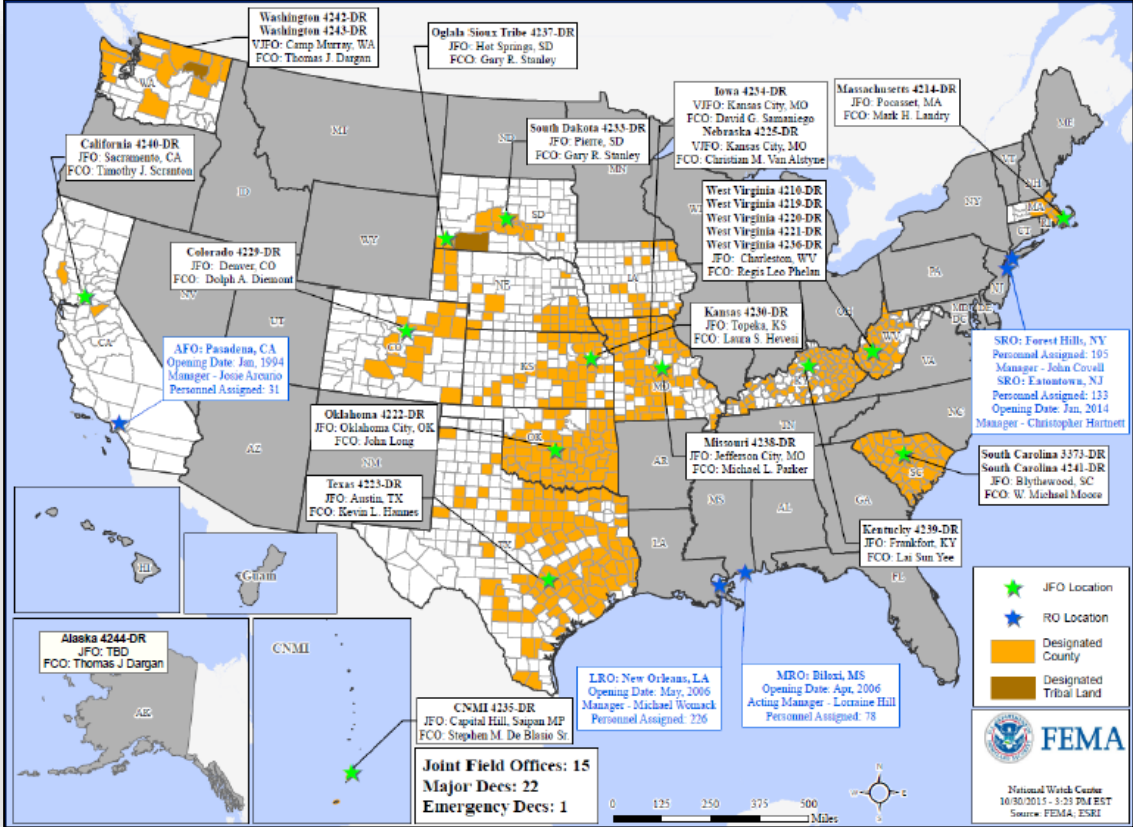 Washington 4242-DR
Washington 4243-DR
VJFO: Camp Murray, WA
FCO: Thomas J. Dargan
Oglala Sioux Tribe 4237-DR
JFO: Hot Springs, SD
FCO: Gary R. Stanley
Iowa 4234-DR
VJFO: Kansas City, MO
FCO: David G. Samaniego
Nebraska 4225-DR
VJFO: Kansas City, MO
FCO: Christian M. Van Alstyne
Massachusetts 4214-DR
JFO: Pocasset, MA
FCO: Mark H. Landry
South Dakota 4233-DR
JFO: Pierre, SD
FCO: Gary R. Stanley
California 4240-DR
JFO: Sacramento, CA
FCO: Timothy J. Scranton
West Virginia 4210-DR
West Virginia 4219-DR
West Virginia 4220-DR
West Virginia 4221-DR
West Virginia 4236-DR
JFO: Charleston, WV
FCO: Regis Leo Phelan
Colorado 4229-DR
JFO: Denver, CO
FCO: Dolph A. Diemont
Kansas 4230-DR
JFO: Topeka, KS
FCO: Laura S. Hevesi
AFO: Pasadena, CA
Opening Date: Jan, 1994
Manager - Josse Arcurio
Personnel Assigned: 31
SRO: Forest Hills, NY
Personnel Assigned: 195
Manager - John Covell
SRO: Eatontown, NJ
Personnel Assigned: 133
Opening Date: Jan, 2014
Manager - Christopher Hartnett
Oklahoma 4222-DR
JFO: Oklahoma City, OK
FCO: John Long
Missouri 4238-DR
JFO: Jefferson City, MO
FCO: Michael L. Parker
South Carolina 3373-DR
South Carolina 4241-DR
JFO: Blythewood, SC
FCO: W. Michael Moore
Texas 4223-DR
JFO: Austin, TX
FCO: Kevin L. Hannes
Kentucky 4239-DR
JFO: Frankfort, KY
FCO: Lai Sun Yee
WA
MT
ND
MN
ID
WY
SD
NE
IA
NV
UT
CO
CA
KS
MO
AZ
NM
OK
AR
TX
LA
MS
AL
GA
FL
TN
KY
WV
VA
NC
SC
OH
PA
NY
VT
NH
ME
MA
CT
RI
NJ
MD
DE
DC
HI
Guam
Alaska 4244-DR
JFO: TBD
FCO: Thomas J Dargan
AK
CNMI
CNMI 4235-DR
JFO: Capital Hill, Saipan MP
FCO: Stephen M. De Blasio Sr.
LRO: New Orleans, LA
Opening Date: May, 2006
Manager - Michael Womack
Personnel Assigned: 226
MRO: Biloxi, MS
Opening Date: Apr, 2006
Acting Manager - Lorraine Hill
Personnel Assigned: 78
Joint Field Offices: 15
Major Decs: 22
Emergency Decs: 1
0 125 250 375 500
Miles
N
E
S
W
JFO Location
RO Location
Designated
County
Designated
Tribal Land
FEMA
National Watch Center
10/30/2015 - 3:23 PM EST
Source: FEMA; ESRI